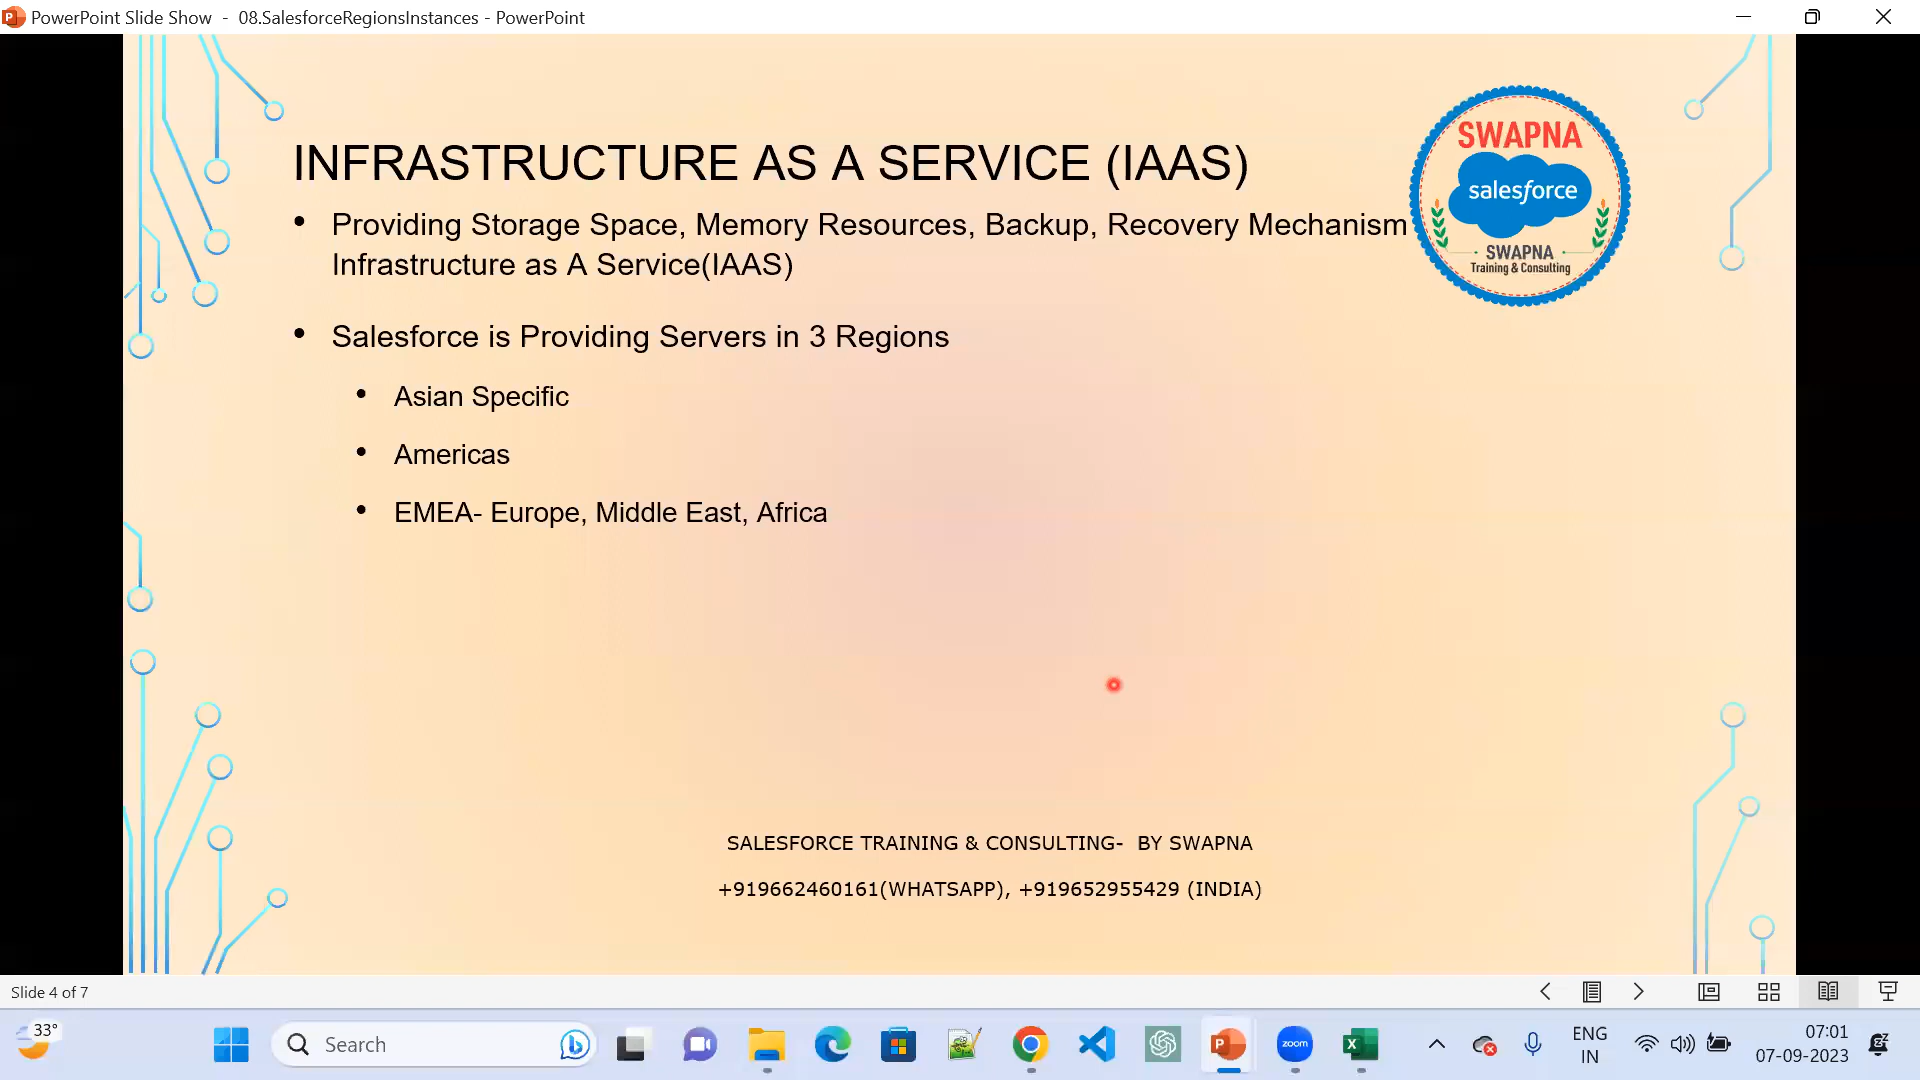 PowerPoint Slide Show - 08.SalesforceRegionsInstances - PowerPoint
INFRASTRUCTURE AS A SERVICE (IAAS)
• Providing Storage Space, Memory Resources, Backup, Recovery Mechanism
Infrastructure as A Service(IAAS)
• Salesforce is Providing Servers in 3 Regions
• Asian Specific
• Americas
• EMEA- Europe, Middle East, Africa
SWAPNA
salesforce
SWAPNA
Training & Consulting
SALESFORCE TRAINING & CONSULTING- BY SWAPNA
+919662460161(WHATSAPP), +919652955429 (INDIA)
Slide 4 of 7
33°
Search
zoom
ENG
IN
07:01
07-09-2023